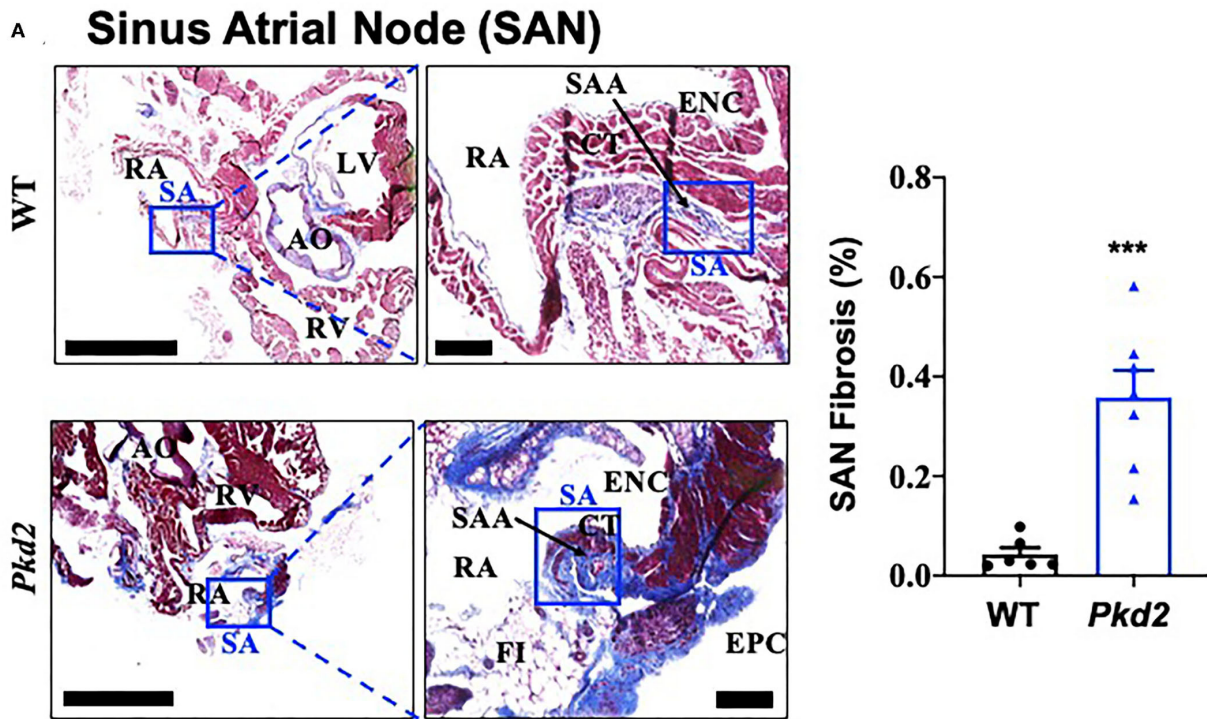 A
Sinus Atrial Node (SAN)
WT
RA
SA
LV
AO
RV
SAA
ENC
CT
RA
SA
Pkd2
AO
RV
RA
SA
ENC
SA
CT
SAA
RA
FI
EPC
SAN Fibrosis (%)
0.8
0.6
0.4
0.2
0.0
***
WT
Pkd2